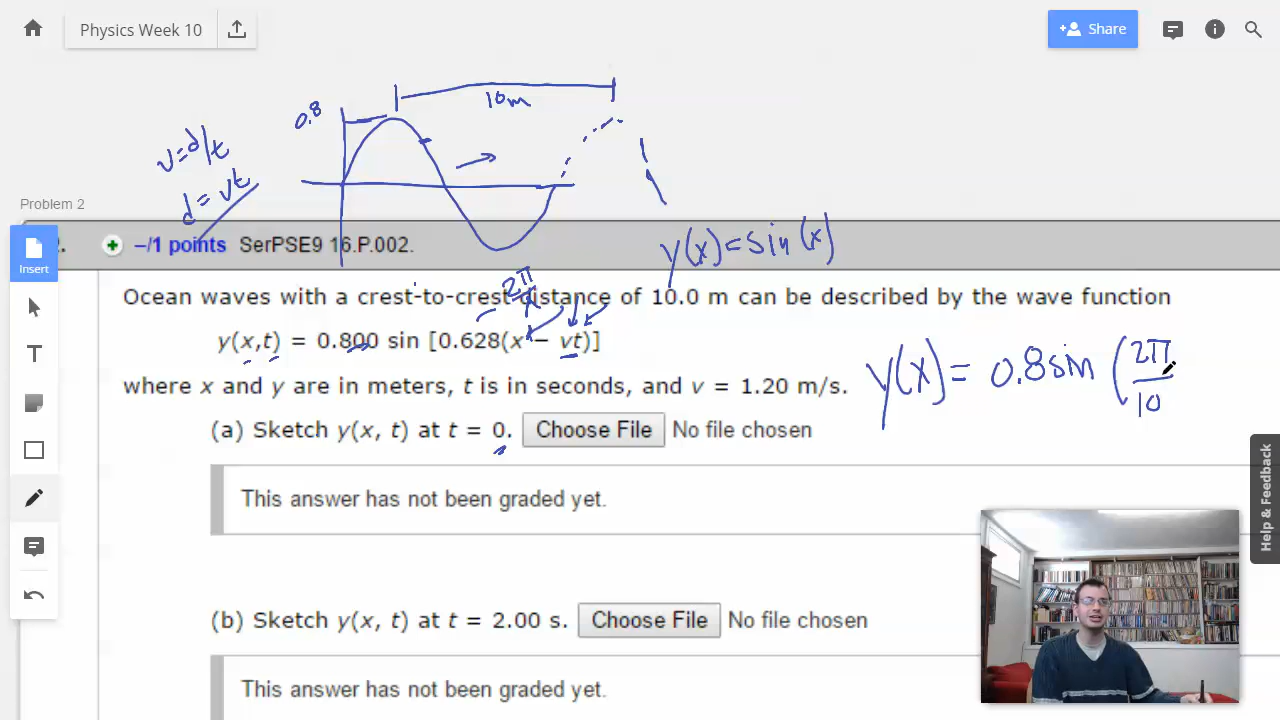 Physics Week 10
Share
0.8
10m
v=d/t
d=vt
Problem 2
2.
–/1 points SerPSE9 16.P.002.
y(x)=sin(x)
2π
λ
Ocean waves with a crest-to-crest distance of 10.0 m can be described by the wave function
y(x,t) = 0.800 sin [0.628(x − vt)]
y(x)= 0.8sin (2π
10
where x and y are in meters, t is in seconds, and v = 1.20 m/s.
(a) Sketch y(x, t) at t = 0. Choose File No file chosen
This answer has not been graded yet.
(b) Sketch y(x, t) at t = 2.00 s. Choose File No file chosen
This answer has not been graded yet.
Insert
T
Help & Feedback